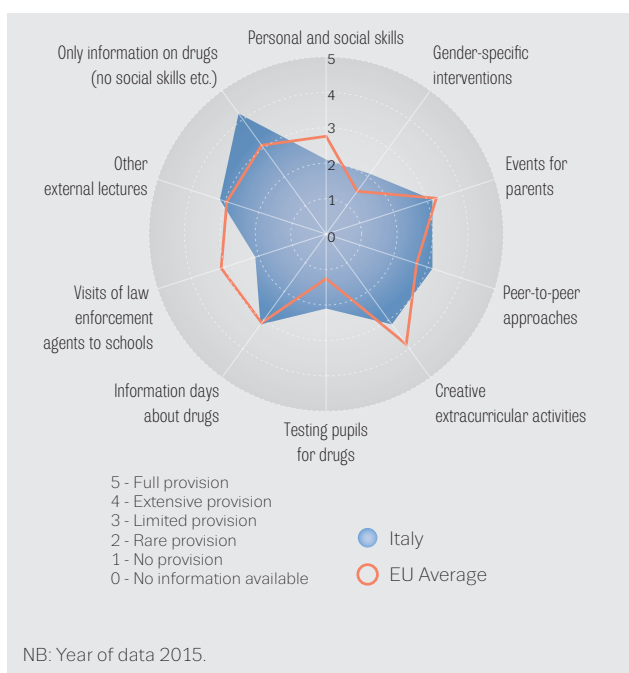 Personal and social skills
Only information on drugs
(no social skills etc.)
Gender-specific
interventions
5
4
3
2
1
0
Other
external lectures
Events for
parents
Visits of law
enforcement
agents to schools
Peer-to-peer
approaches
Information days
about drugs
Creative
extracurricular activities
Testing pupils
for drugs
5 - Full provision
4 - Extensive provision
3 - Limited provision
2 - Rare provision
1 - No provision
0 - No information available
Italy
EU Average
NB: Year of data 2015.